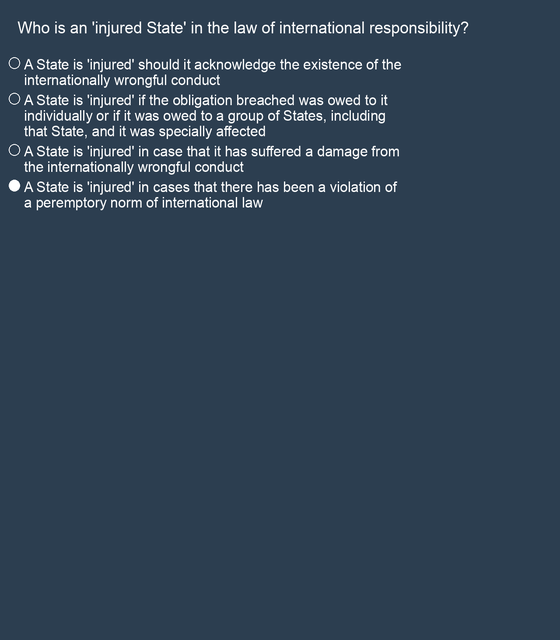 Who is an 'injured State' in the law of international responsibility?
A State is 'injured' should it acknowledge the existence of the
internationally wrongful conduct
A State is 'injured' if the obligation breached was owed to it
individually or if it was owed to a group of States, including
that State, and it was specially affected
A State is 'injured' in case that it has suffered a damage from
the internationally wrongful conduct
A State is 'injured' in cases that there has been a violation of
a peremptory norm of international law